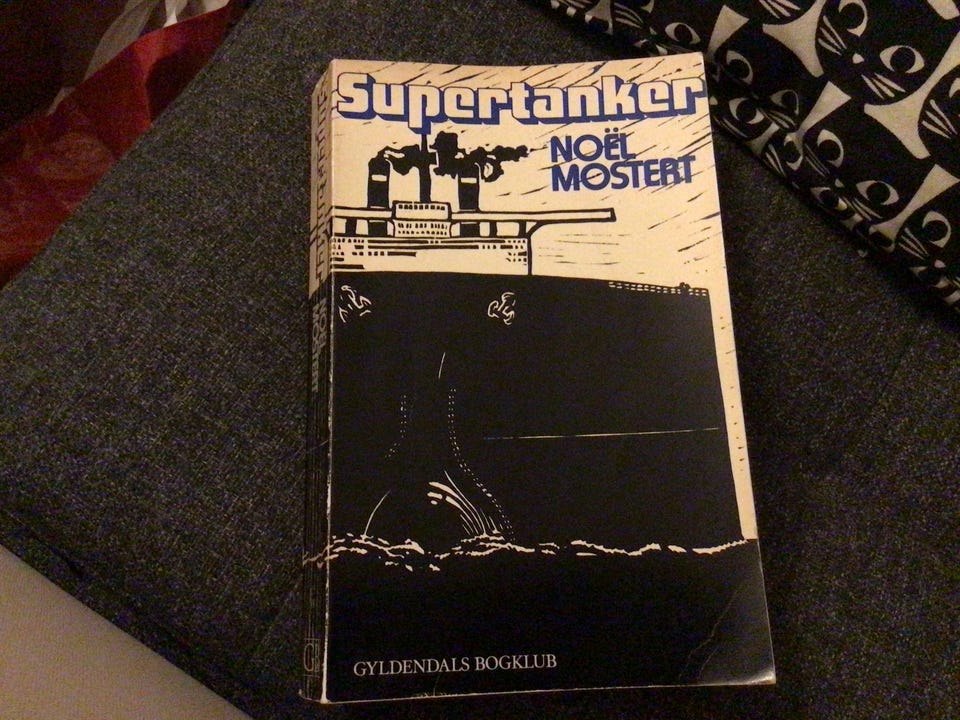 Supertanker
NOËL
MOSTERT
GYLDENDALS BOGKLUB